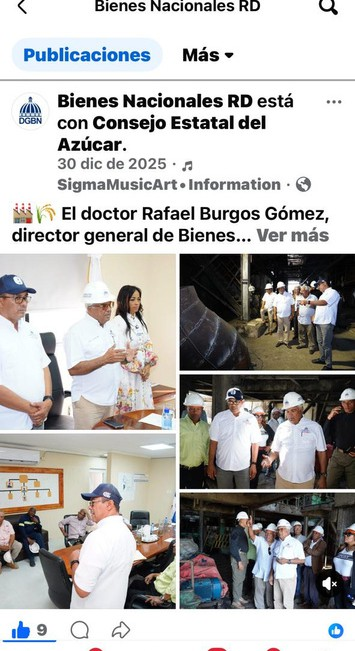 Bienes Nacionales RD
Publicaciones
Más
DGBN
Bienes Nacionales RD está
con Consejo Estatal del
Azúcar.
30 dic de 2025 ·
SigmaMusicArt • Information ·
🏭🌾 El doctor Rafael Burgos Gómez,
director general de Bienes... Ver más
9